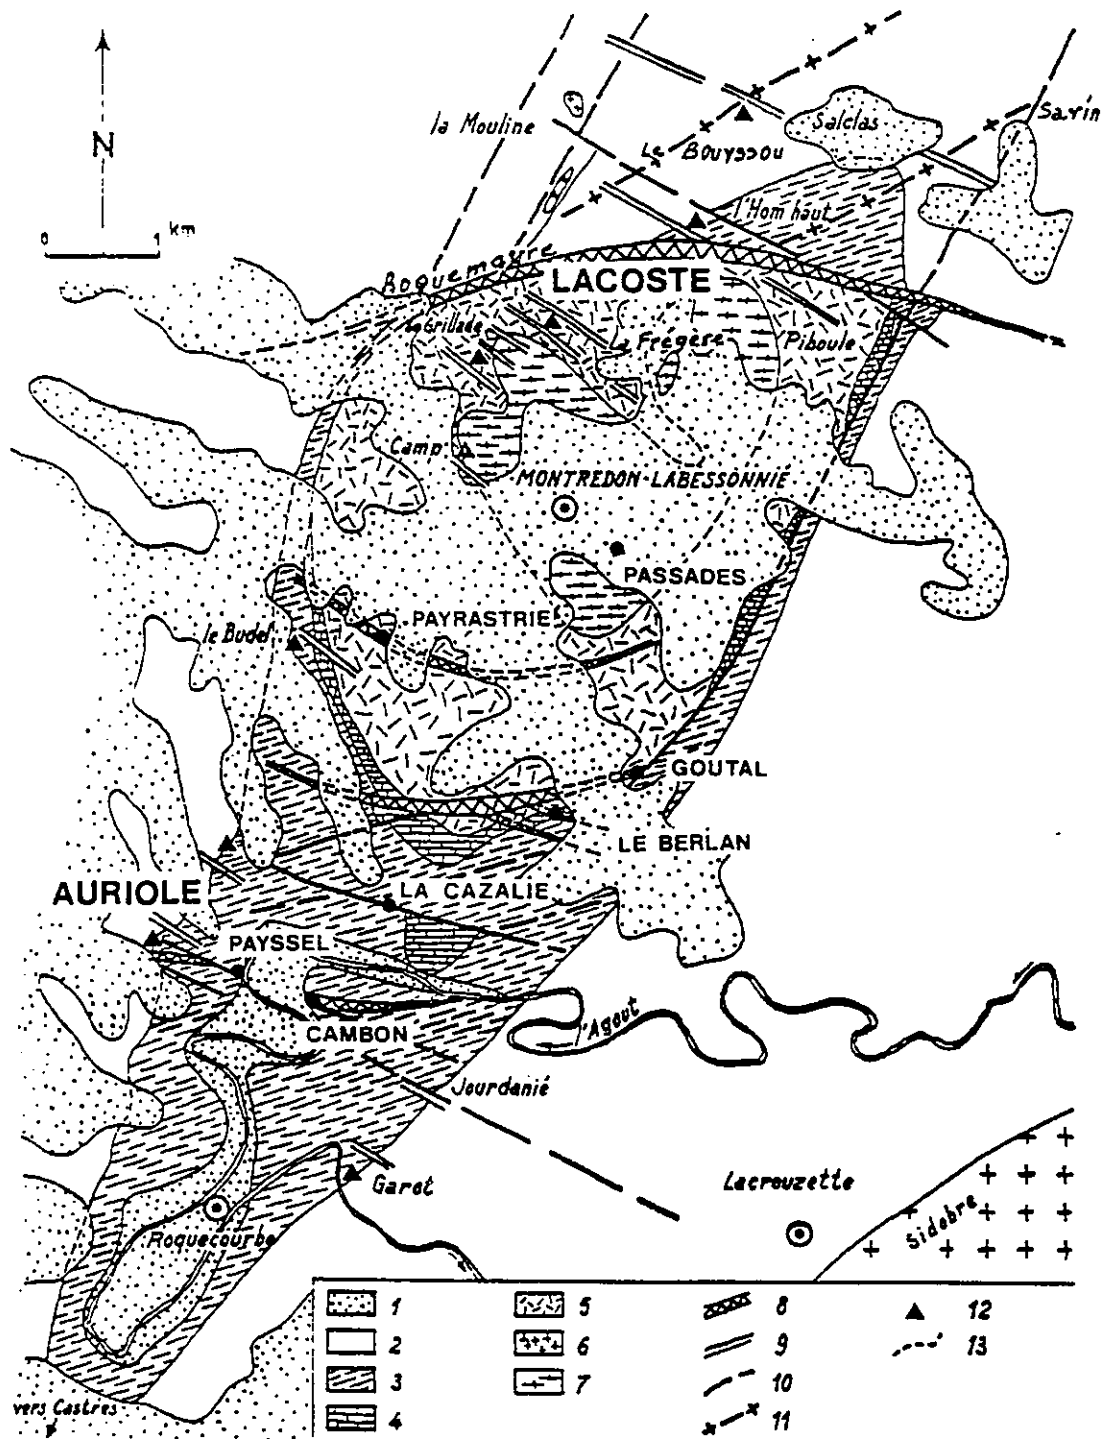 N
0 1 km
la Mouline
Salclas
Sarin
Le Bouyssou
l'Hom haut
Roquemaure
LACOSTE
la Grillade
la Frégère
Piboule
Camp
MONTREDON-LABESSONNIÉ
PASSADES
PAYRASTRIE
le Budel
GOUTAL
LE BERLAN
AURIOLE
LA CAZALIE
PAYSSEL
CAMBON
l'Agout
Jourdanié
Garot
Lacrouzette
Sidobre
Roquecourbe
vers Castres
1 5 8 12
2 6 9 13
3 7 10
4 11